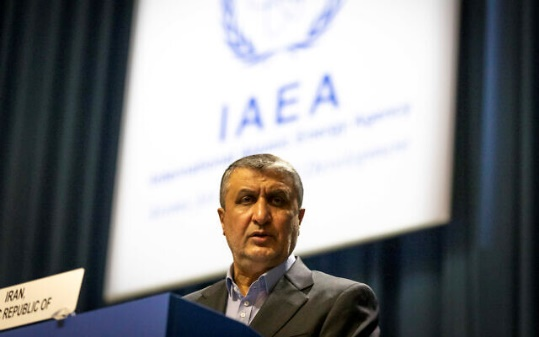 IAEA
International Atomic Energy Agency
IRAN,
REPUBLIC OF